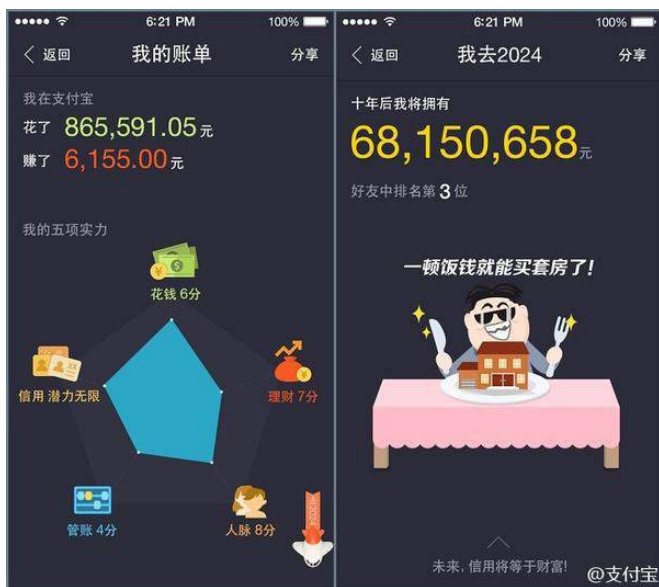 6:21 PM
100%
返回
我的账单
分享
我在支付宝
花了 865,591.05 元
赚了 6,155.00 元
我的五项实力
花钱 6分
信用 潜力无限
理财 7分
管账 4分
人脉 8分
6:21 PM
100%
返回
我去2024
分享
十年后我将拥有
68,150,658元
好友中排名第 3 位
一顿饭钱就能买套房了!
未来,信用将等于财富!
@支付宝